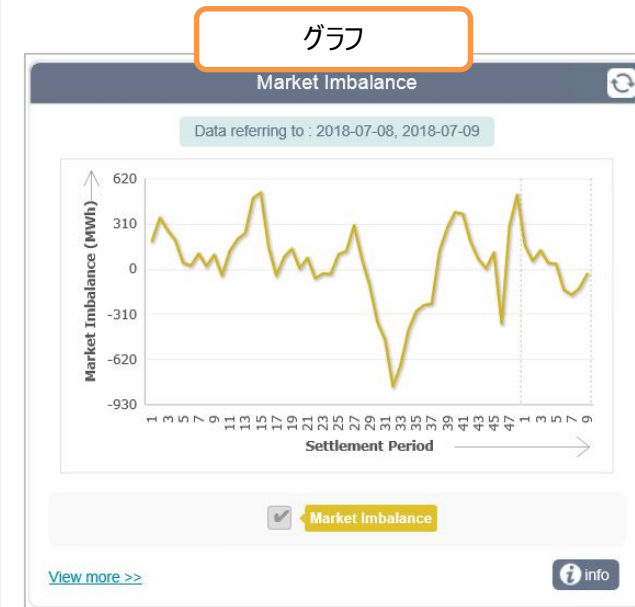 グラフ
Market Imbalance
Data referring to : 2018-07-08, 2018-07-09
Market Imbalance (MWh)
620
310
0
-310
-620
-930
1 3 5 7 9 11 13 15 17 19 21 23 25 27 29 31 33 35 37 39 41 43 45 47 1 3 5 7 9
Settlement Period
Market Imbalance
View more >>
i info